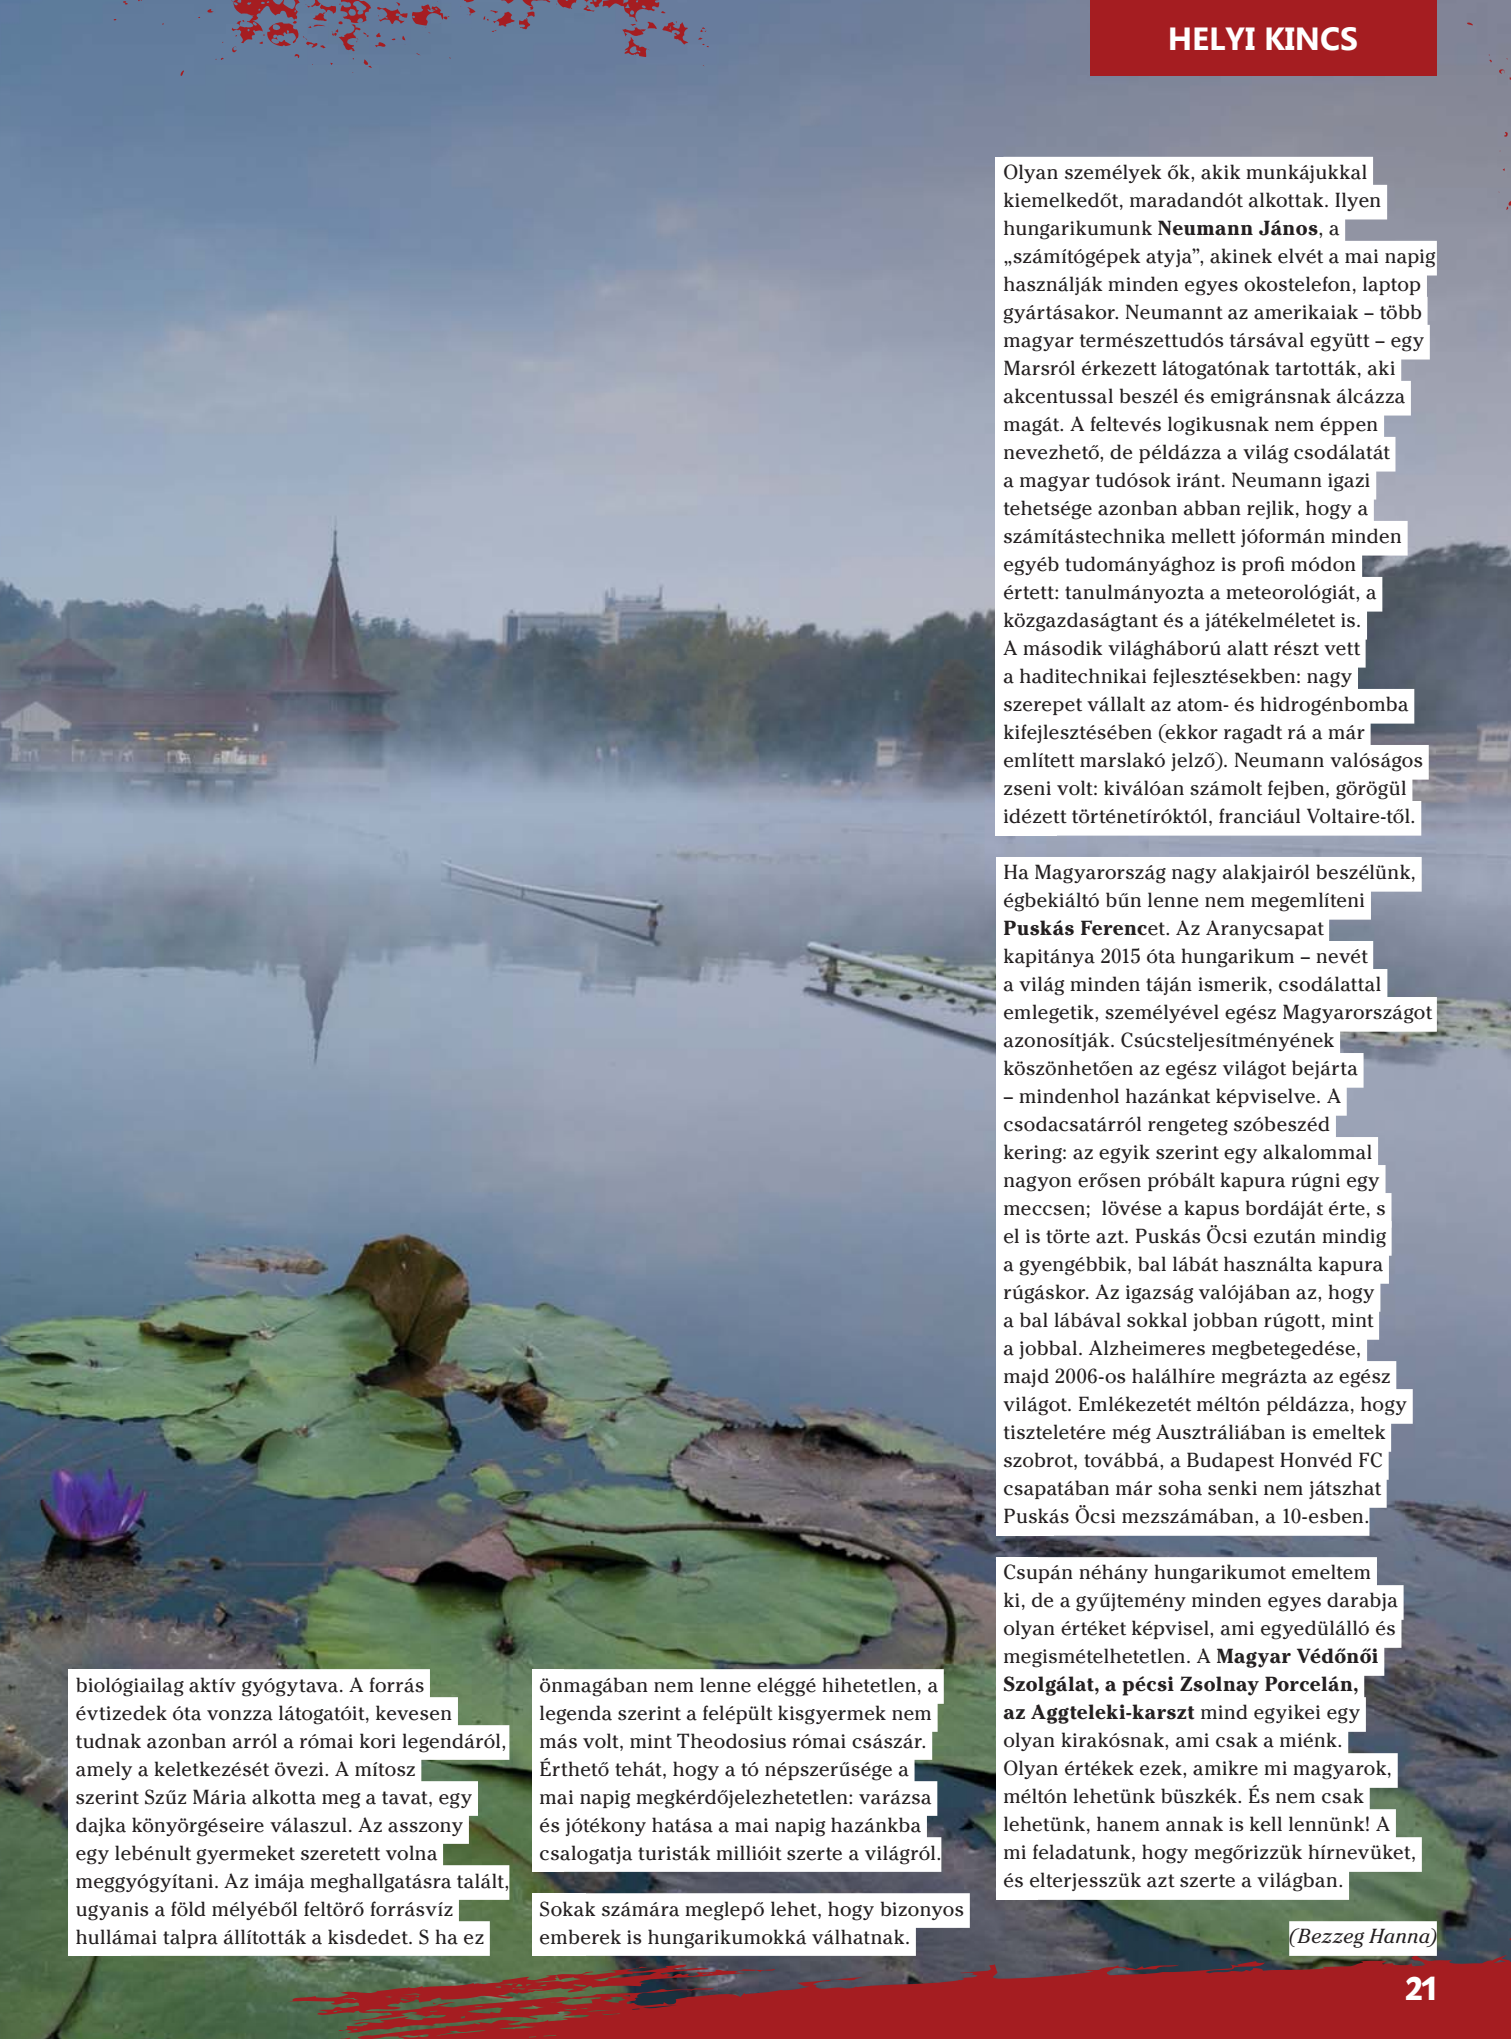 HELYI KINCS
biológiailag aktív gyógytava. A forrás
évtizedek óta vonzza látogatóit, kevesen
tudnak azonban arról a római kori legendáról,
amely a keletkezését övezi. A mítosz
szerint Szűz Mária alkotta meg a tavat, egy
dajka könyörgéseire válaszul. Az asszony
egy lebénult gyermeket szeretett volna
meggyógyítani. Az imája meghallgatásra talált,
ugyanis a föld mélyéből feltörő forrásvíz
hullámai talpra állították a kisdedet. S ha ez
önmagában nem lenne eléggé hihetetlen, a
legenda szerint a felépült kisgyermek nem
más volt, mint Theodosius római császár.
Érthető tehát, hogy a tó népszerűsége a
mai napig megkérdőjelezhetetlen: varázsa
és jótékony hatása a mai napig hazánkba
csalogatja turisták millióit szerte a világról.
Sokak számára meglepő lehet, hogy bizonyos
emberek is hungarikumokká válhatnak.
Olyan személyek ők, akik munkájukkal
kiemelkedőt, maradandót alkottak. Ilyen
hungarikumunk Neumann János, a
„számítógépek atyja”, akinek elvét a mai napig
használják minden egyes okostelefon, laptop
gyártásakor. Neumannt az amerikaiak – több
magyar természettudós társával együtt – egy
Marsról érkezett látogatónak tartották, aki
akcentussal beszél és emigránsnak álcázza
magát. A feltevés logikusnak nem éppen
nevezhető, de példázza a világ csodálatát
a magyar tudósok iránt. Neumann igazi
tehetsége azonban abban rejlik, hogy a
számítástechnika mellett jóformán minden
egyéb tudományághoz is profi módon
értett: tanulmányozta a meteorológiát, a
közgazdaságtant és a játékelméletet is.
A második világháború alatt részt vett
a haditechnikai fejlesztésekben: nagy
szerepet vállalt az atom- és hidrogénbomba
kifejlesztésében (ekkor ragadt rá a már
említett marslakó jelző). Neumann valóságos
zseni volt: kiválóan számolt fejben, görögül
idézett történetíróktól, franciául Voltaire-től.
Ha Magyarország nagy alakjairól beszélünk,
égbekiáltó bűn lenne nem megemlíteni
Puskás Ferencet. Az Aranycsapat
kapitánya 2015 óta hungarikum – nevét
a világ minden táján ismerik, csodálattal
emlegetik, személyével egész Magyarországot
azonosítják. Csúcsteljesítményének
köszönhetően az egész világot bejárta
– mindenhol hazánkat képviselve. A
csodacsatárról rengeteg szóbeszéd
kering: az egyik szerint egy alkalommal
nagyon erősen próbált kapura rúgni egy
meccsen; lövése a kapus bordáját érte, s
el is törte azt. Puskás Öcsi ezután mindig
a gyengébbik, bal lábát használta kapura
rúgáskor. Az igazság valójában az, hogy
a bal lábával sokkal jobban rúgott, mint
a jobbal. Alzheimeres megbetegedése,
majd 2006-os halálhíre megrázta az egész
világot. Emlékezetét méltón példázza, hogy
tiszteletére még Ausztráliában is emeltek
szobrot, továbbá, a Budapest Honvéd FC
csapatában már soha senki nem játszhat
Puskás Öcsi mezszámában, a 10-esben.
Csupán néhány hungarikumot emeltem
ki, de a gyűjtemény minden egyes darabja
olyan értéket képvisel, ami egyedülálló és
megismételhetetlen. A Magyar Védőnői
Szolgálat, a pécsi Zsolnay Porcelán,
az Aggteleki-karszt mind egyikei egy
olyan kirakósnak, ami csak a miénk.
Olyan értékek ezek, amikre mi magyarok,
méltón lehetünk büszkék. És nem csak
lehetünk, hanem annak is kell lennünk! A
mi feladatunk, hogy megőrizzük hírnevüket,
és elterjesszük azt szerte a világban.
(Bezzeg Hanna)
21